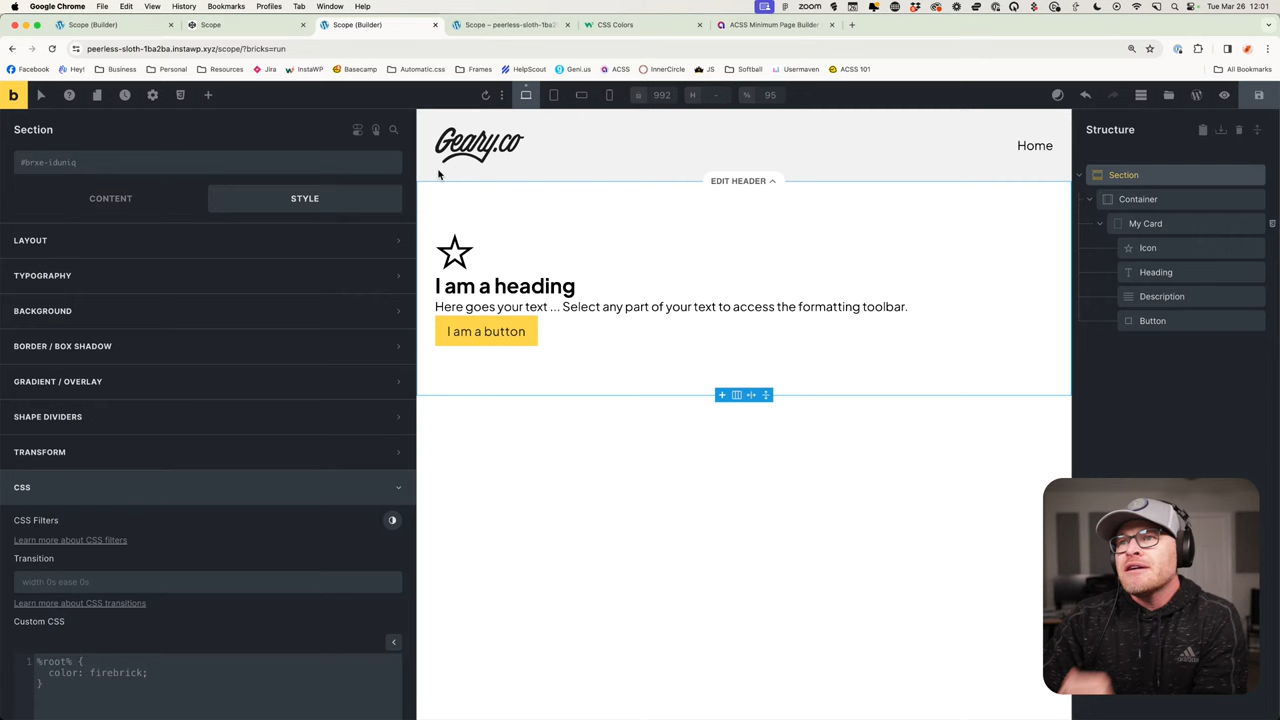 Google Chrome File Edit View History Bookmarks Profiles Tab Window Help zoom Tue Mar 26 12:01
Scope (Builder) Scope Scope (Builder) Scope – peerless-sloth-1ba2ba. CSS Colors ACSS Minimum Page Builder
peerless-sloth-1ba2ba.instawp.xyz/scope/?bricks=run
Facebook Hey! Business Personal Resources Jira InstaWP Basecamp Automatic.css Frames HelpScout Geni.us ACSS InnerCircle JS Softball Usermaven ACSS 101 All Bookmarks
b 992 H - % 95
Section
#brxe-iduniq
CONTENT STYLE
LAYOUT
TYPOGRAPHY
BACKGROUND
BORDER / BOX SHADOW
GRADIENT / OVERLAY
SHAPE DIVIDERS
TRANSFORM
CSS
CSS Filters
Learn more about CSS filters
Transition
width 0s ease 0s
Learn more about CSS transitions
Custom CSS
1 %root% {
color: firebrick;
}
Geary.co Home
EDIT HEADER
I am a heading
Here goes your text ... Select any part of your text to access the formatting toolbar.
I am a button
Structure
Section
Container
My Card
Icon
Heading
Description
Button
adidas